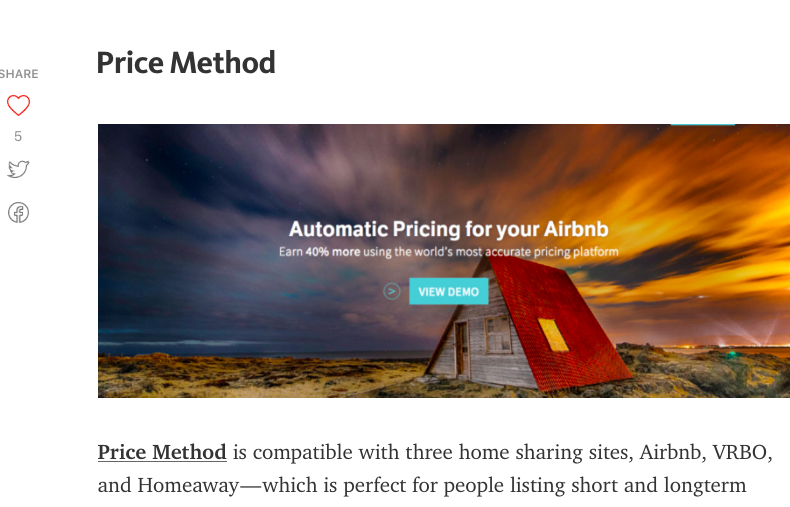 Price Method
SHARE
5
Automatic Pricing for your Airbnb
Earn 40% more using the world's most accurate pricing platform
> VIEW DEMO
Price Method is compatible with three home sharing sites, Airbnb, VRBO,
and Homeaway—which is perfect for people listing short and longterm